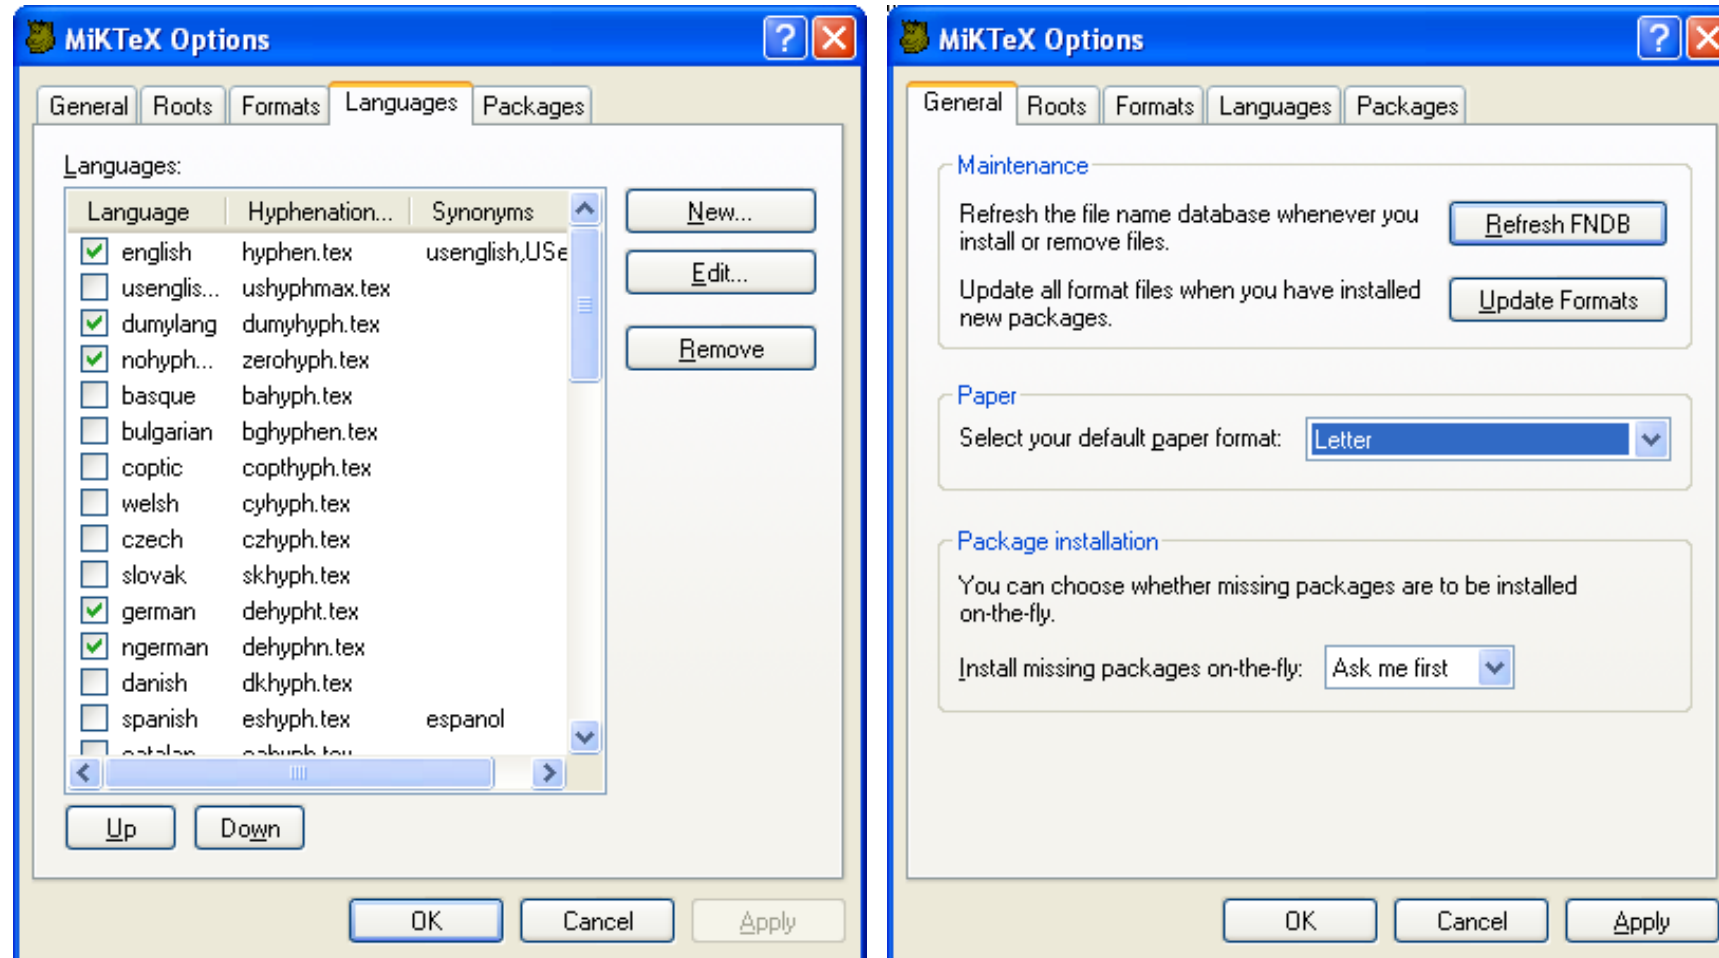 MiKTeX Options
General Roots Formats Languages Packages
Languages:
Language Hyphenation... Synonyms
english hyphen.tex usenglish,USe
usenglis... ushyphmax.tex
dumylang dumyhyph.tex
nohyph... zerohyph.tex
basque bahyph.tex
bulgarian bghyphen.tex
coptic copthyph.tex
welsh cyhyph.tex
czech czhyph.tex
slovak skhyph.tex
german dehypht.tex
ngerman dehyphn.tex
danish dkhyph.tex
spanish eshyph.tex espanol
New...
Edit...
Remove
Up Down
OK Cancel Apply
MiKTeX Options
General Roots Formats Languages Packages
Maintenance
Refresh the file name database whenever you
install or remove files.
Refresh FNDB
Update all format files when you have installed
new packages.
Update Formats
Paper
Select your default paper format: Letter
Package installation
You can choose whether missing packages are to be installed
on-the-fly.
Install missing packages on-the-fly: Ask me first
OK Cancel Apply